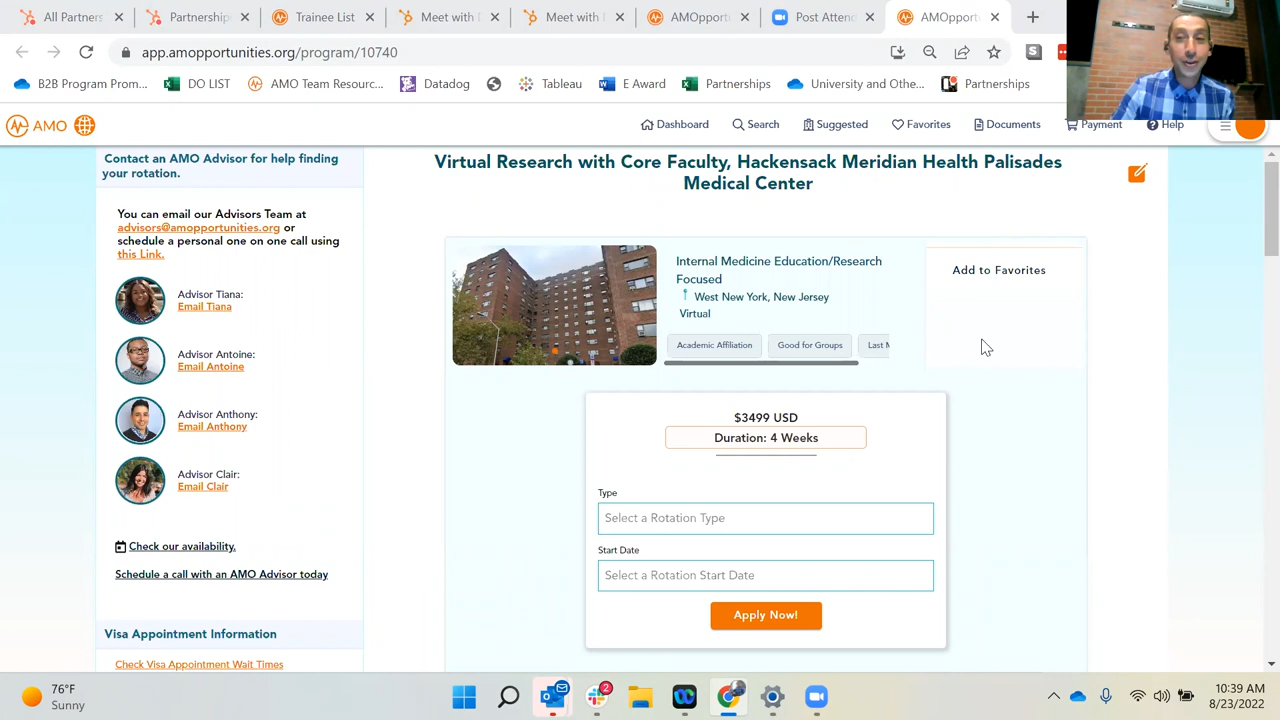 All Partners
Partnerships
Trainee List
Meet with
Meet with
AMOpport
Post Attend
AMOpport
app.amopportunities.org/program/10740
B2B Program Prom...
DO LIST
AMO Team Resourc...
Datadog
Tableau
E Award
Partnerships
University and Othe...
Partnerships
AMO
Dashboard
Search
Suggested
Favorites
Documents
Payment
Help
Contact an AMO Advisor for help finding
your rotation.
You can email our Advisors Team at
advisors@amopportunities.org or
schedule a personal one on one call using
this Link.
Advisor Tiana:
Email Tiana
Advisor Antoine:
Email Antoine
Advisor Anthony:
Email Anthony
Advisor Clair:
Email Clair
Check our availability.
Schedule a call with an AMO Advisor today
Visa Appointment Information
Check Visa Appointment Wait Times
Virtual Research with Core Faculty, Hackensack Meridian Health Palisades
Medical Center
Internal Medicine Education/Research
Focused
West New York, New Jersey
Virtual
Academic Affiliation
Good for Groups
Last
Add to Favorites
$3499 USD
Duration: 4 Weeks
Type
Select a Rotation Type
Start Date
Select a Rotation Start Date
Apply Now!
76°F
Sunny
2
10:39 AM
8/23/2022